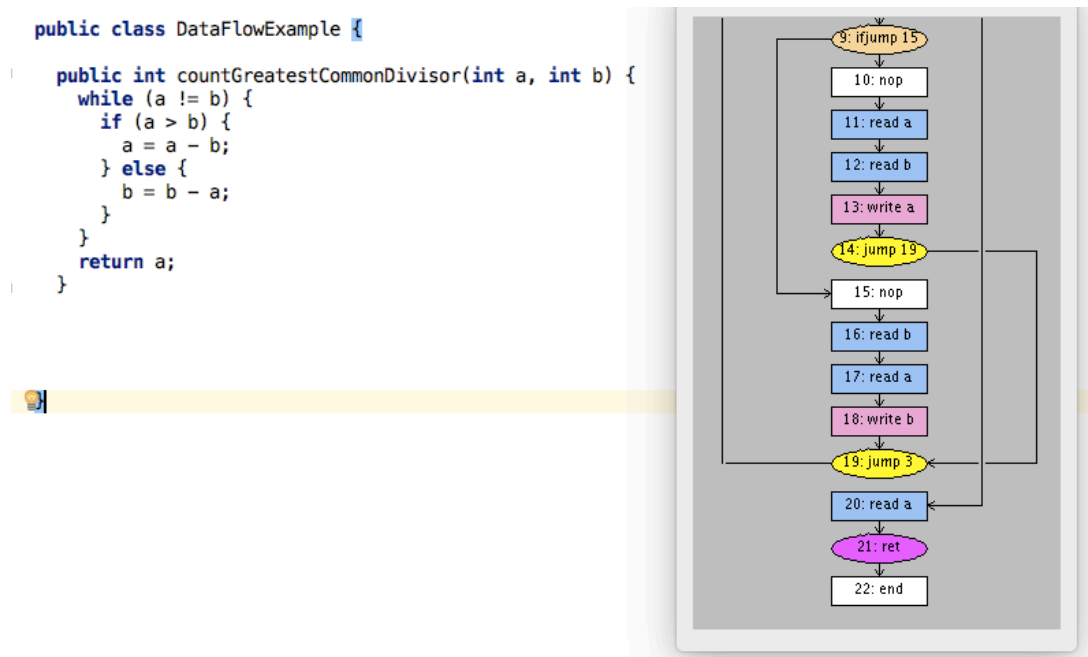 public class DataFlowExample {
public int countGreatestCommonDivisor(int a, int b) {
while (a != b) {
if (a > b) {
a = a - b;
} else {
b = b - a;
}
}
return a;
}
}
9: ifjump 15
10: nop
11: read a
12: read b
13: write a
14: jump 19
15: nop
16: read b
17: read a
18: write b
19: jump 3
20: read a
21: ret
22: end